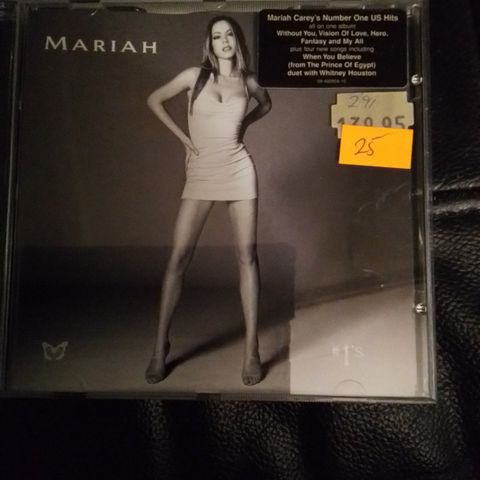 MARIAH
Mariah Carey's Number One US Hits
all on one album
Without You, Vision Of Love, Hero,
Fantasy and My All
plus four new songs including
When You Believe
(from The Prince Of Egypt)
duet with Whitney Houston
139.95
25
#1's